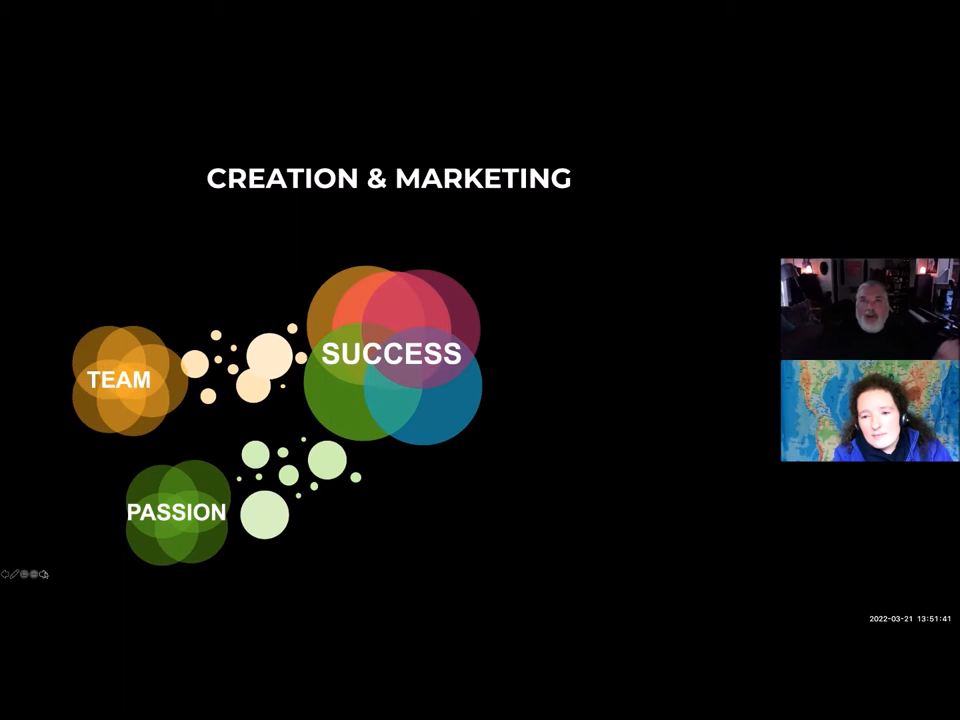 CREATION & MARKETING
SUCCESS
TEAM
PASSION
2022-03-21 13:51:41